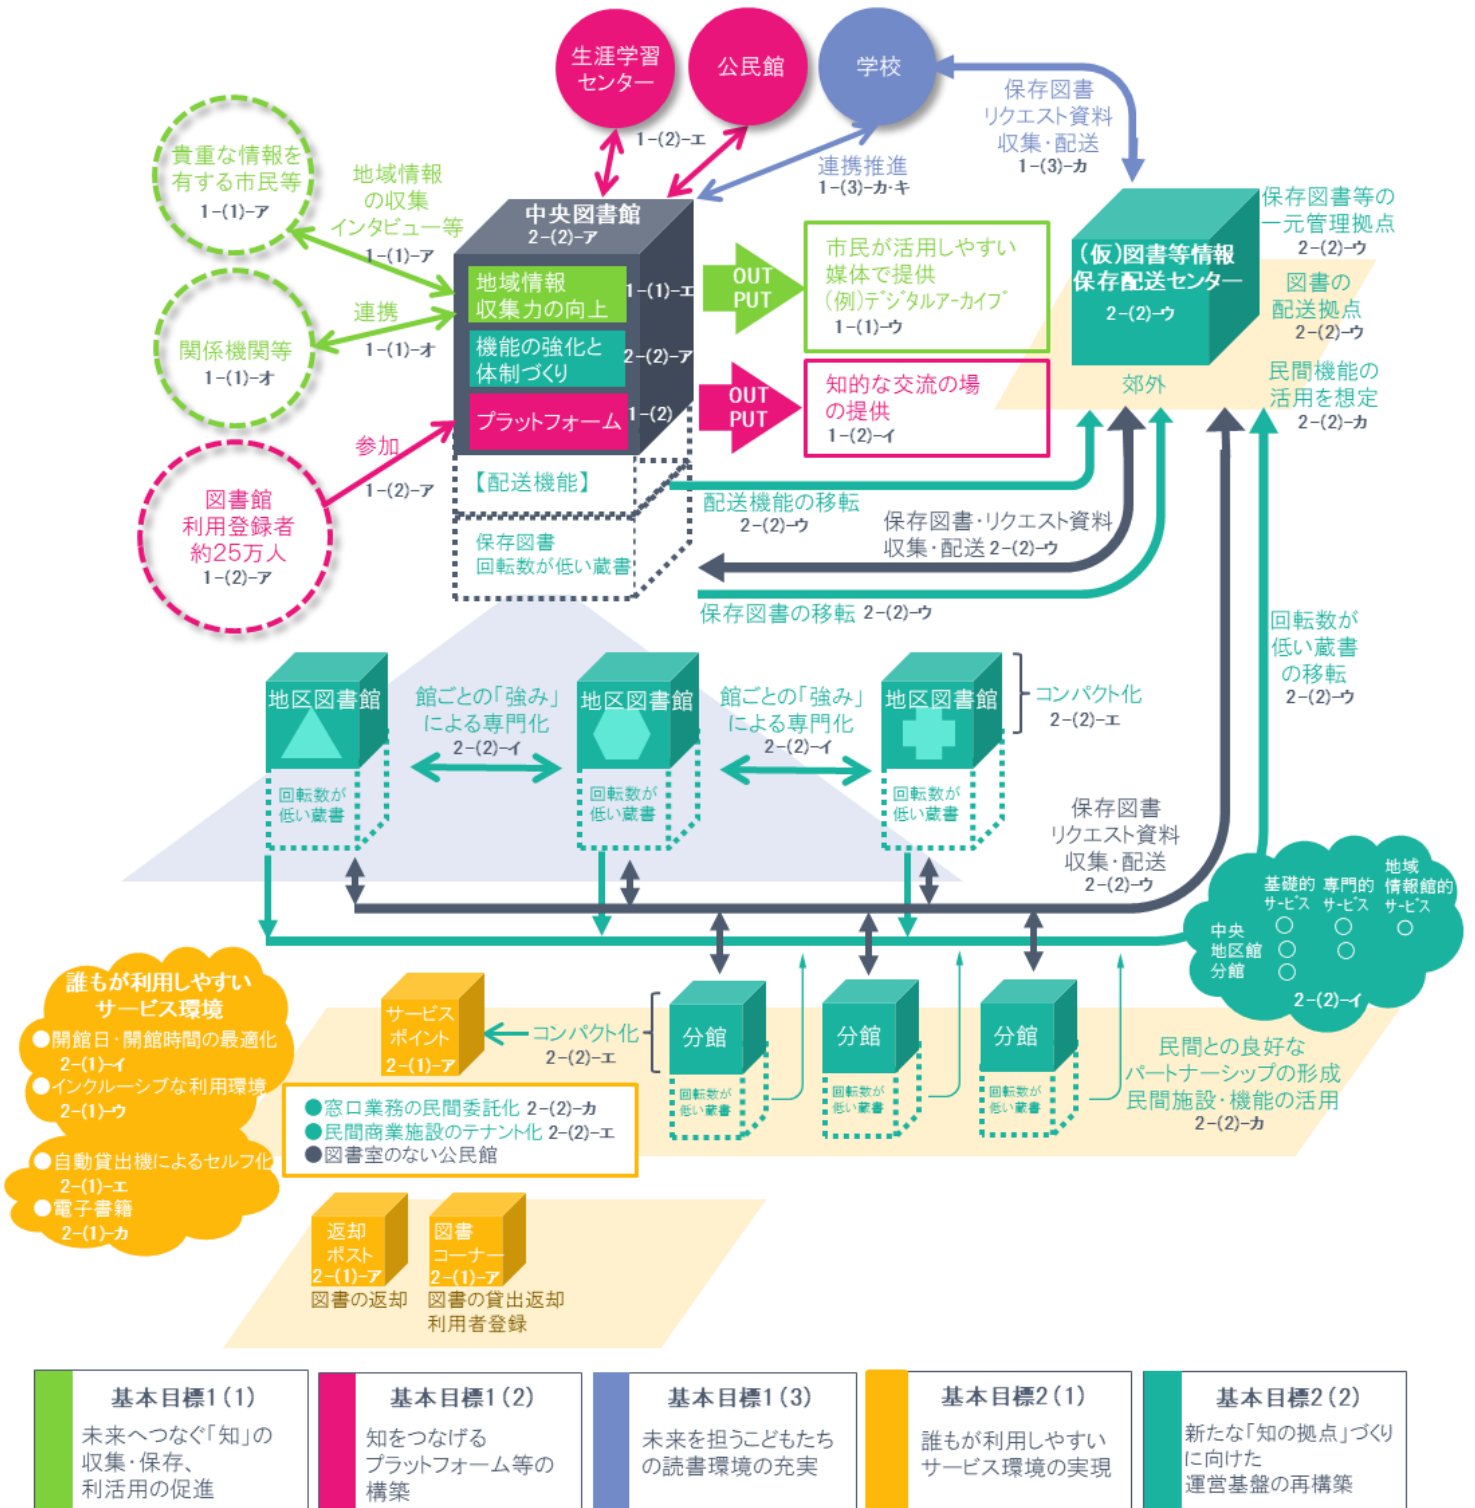 生涯学習
センター
公民館
学校
1-(2)-エ
連携推進
1-(3)-カ・キ
保存図書
リクエスト資料
収集・配送
1-(3)-カ
貴重な情報を
有する市民等
1-(1)-ア
地域情報
の収集
インタビュー等
1-(1)-ア
関係機関等
1-(1)-オ
連携
1-(1)-オ
図書館
利用登録者
約25万人
1-(2)-ア
参加
1-(2)-ア
中央図書館
2-(2)-ア
地域情報
収集力の向上
1-(1)-エ
機能の強化と
体制づくり
2-(2)-ア
プラットフォーム
1-(2)
【配送機能】
保存図書
回転数が低い蔵書
OUT
PUT
市民が活用しやすい
媒体で提供
(例)デジタルアーカイブ
1-(1)-ウ
OUT
PUT
知的な交流の場
の提供
1-(2)-イ
(仮)図書等情報
保存配送センター
2-(2)-ウ
郊外
保存図書等の
一元管理拠点
2-(2)-ウ
図書の
配送拠点
2-(2)-ウ
民間機能の
活用を想定
2-(2)-カ
配送機能の移転
2-(2)-ウ
保存図書・リクエスト資料
収集・配送 2-(2)-ウ
保存図書の移転 2-(2)-ウ
回転数が
低い蔵書
の移転
2-(2)-ウ
地区図書館
回転数が
低い蔵書
館ごとの「強み」
による専門化
2-(2)-イ
地区図書館
回転数が
低い蔵書
館ごとの「強み」
による専門化
2-(2)-イ
地区図書館
回転数が
低い蔵書
コンパクト化
2-(2)-エ
保存図書
リクエスト資料
収集・配送
2-(2)-ウ
基礎的
サービス
専門的
サービス
地域
情報館的
サービス
中央 ○ ○ ○
地区館 ○ ○
分館 ○
2-(2)-イ
誰もが利用しやすい
サービス環境
●開館日・開館時間の最適化
2-(1)-イ
●インクルーシブな利用環境
2-(1)-ウ
●自動貸出機によるセルフ化
2-(1)-エ
●電子書籍
2-(1)-カ
サービス
ポイント
2-(1)-ア
コンパクト化
2-(2)-エ
分館
回転数が
低い蔵書
分館
回転数が
低い蔵書
分館
回転数が
低い蔵書
民間との良好な
パートナーシップの形成
民間施設・機能の活用
2-(2)-カ
●窓口業務の民間委託化 2-(2)-カ
●民間商業施設のテナント化 2-(2)-エ
●図書室のない公民館
返却
ポスト
2-(1)-ア
図書の返却
図書
コーナー
2-(1)-ア
図書の貸出返却
利用者登録
基本目標1(1)
未来へつなぐ「知」の
収集・保存、
利活用の促進
基本目標1(2)
知をつなげる
プラットフォーム等の
構築
基本目標1(3)
未来を担うこどもたち
の読書環境の充実
基本目標2(1)
誰もが利用しやすい
サービス環境の実現
基本目標2(2)
新たな「知の拠点」づくり
に向けた
運営基盤の再構築